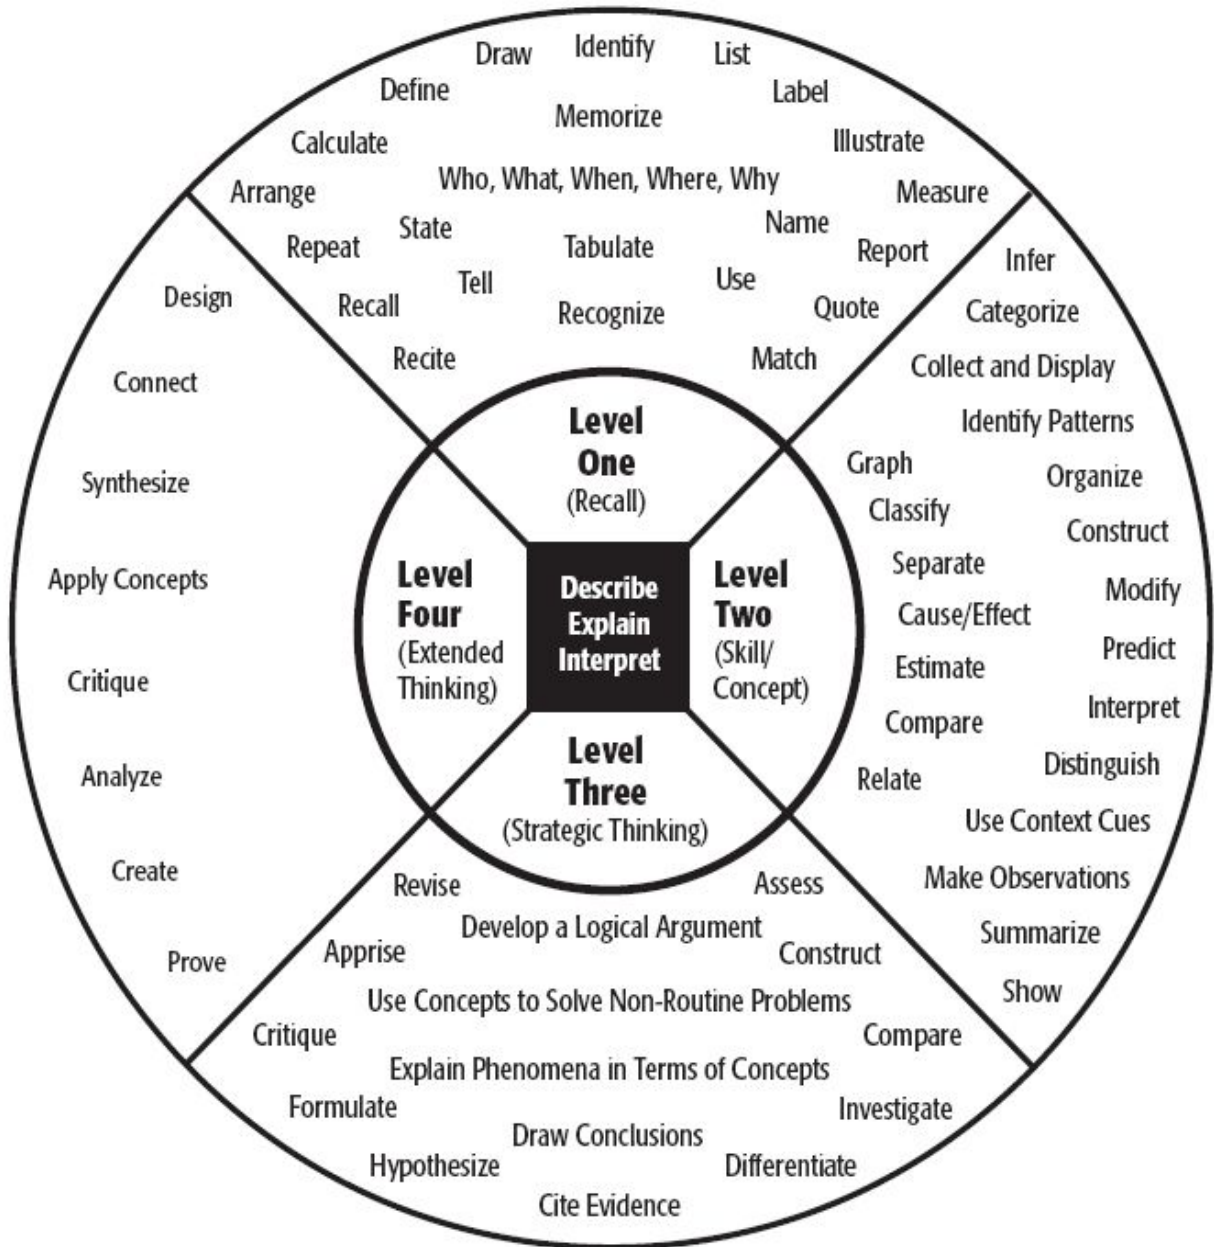 Draw
Identify
List
Define
Label
Memorize
Calculate
Illustrate
Who, What, When, Where, Why
Arrange
Measure
State
Name
Repeat
Tabulate
Report
Tell
Use
Recall
Recognize
Quote
Recite
Match
Level
One
(Recall)
Infer
Categorize
Collect and Display
Identify Patterns
Graph
Organize
Classify
Construct
Separate
Modify
Cause/Effect
Predict
Estimate
Interpret
Compare
Distinguish
Relate
Use Context Cues
Make Observations
Summarize
Show
Level
Two
(Skill/
Concept)
Describe
Explain
Interpret
Level
Three
(Strategic Thinking)
Revise
Assess
Develop a Logical Argument
Apprise
Construct
Use Concepts to Solve Non-Routine Problems
Critique
Compare
Explain Phenomena in Terms of Concepts
Formulate
Investigate
Draw Conclusions
Hypothesize
Differentiate
Cite Evidence
Level
Four
(Extended
Thinking)
Design
Connect
Synthesize
Apply Concepts
Critique
Analyze
Create
Prove